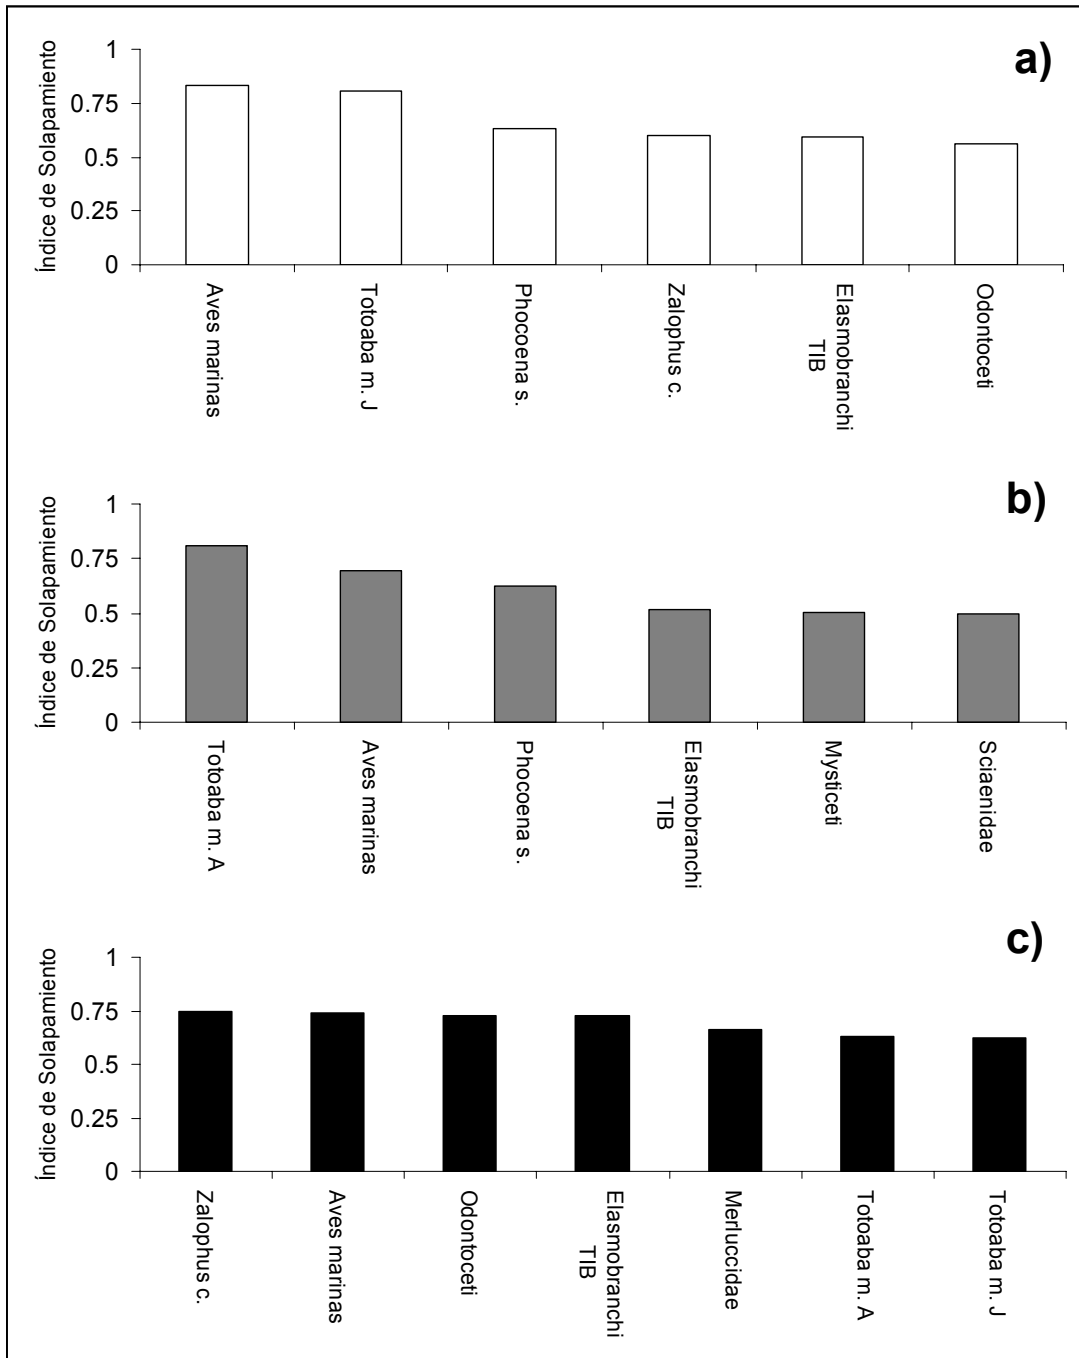 a)
Índice de Solapamiento
1
0.75
0.5
0.25
0
Aves marinas
Totoaba m. J
Phocoena s.
Zalophus c.
Elasmobranchi
TIB
Odontoceti
b)
Índice de Solapamiento
1
0.75
0.5
0.25
0
Totoaba m. A
Aves marinas
Phocoena s.
Elasmobranchi
TIB
Mysticeti
Sciaenidae
c)
Índice de Solapamiento
1
0.75
0.5
0.25
0
Zalophus c.
Aves marinas
Odontoceti
Elasmobranchi
TIB
Merluccidae
Totoaba m. A
Totoaba m. J